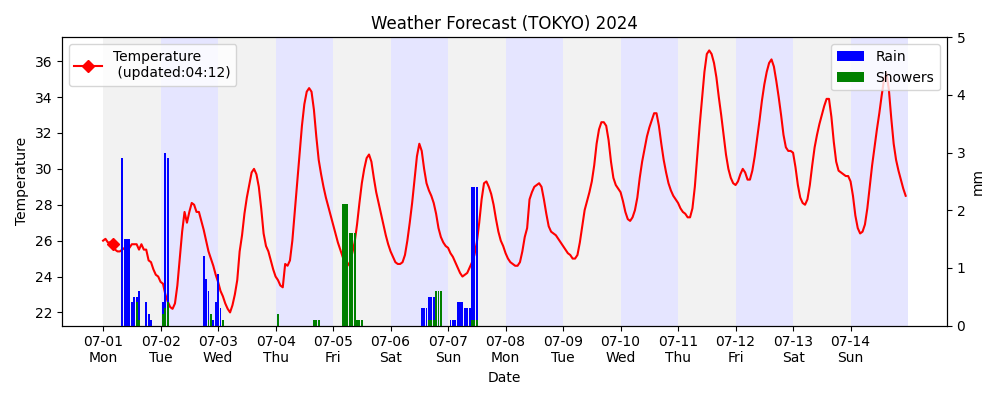 Weather Forecast (TOKYO) 2024
Temperature
(updated:04:12)
Rain
Showers
Temperature
36
34
32
30
28
26
24
22
5
4
3
2
1
0
mm
07-01 07-02 07-03 07-04 07-05 07-06 07-07 07-08 07-09 07-10 07-11 07-12 07-13 07-14
Mon Tue Wed Thu Fri Sat Sun Mon Tue Wed Thu Fri Sat Sun
Date